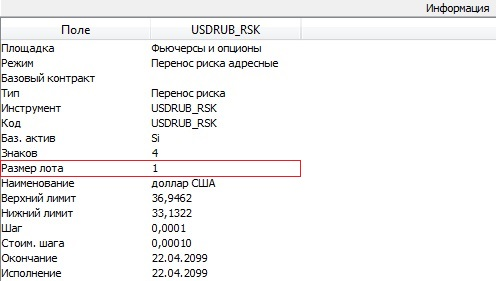 Информация
Поле USDRUB_RSK
Площадка Фьючерсы и опционы
Режим Перенос риска адресные
Базовый контракт
Тип Перенос риска
Инструмент USDRUB_RSK
Код USDRUB_RSK
Баз. актив Si
Знаков 4
Размер лота 1
Наименование доллар США
Верхний лимит 36,9462
Нижний лимит 33,1322
Шаг 0,0001
Стоим. шага 0,00010
Окончание 22.04.2099
Исполнение 22.04.2099